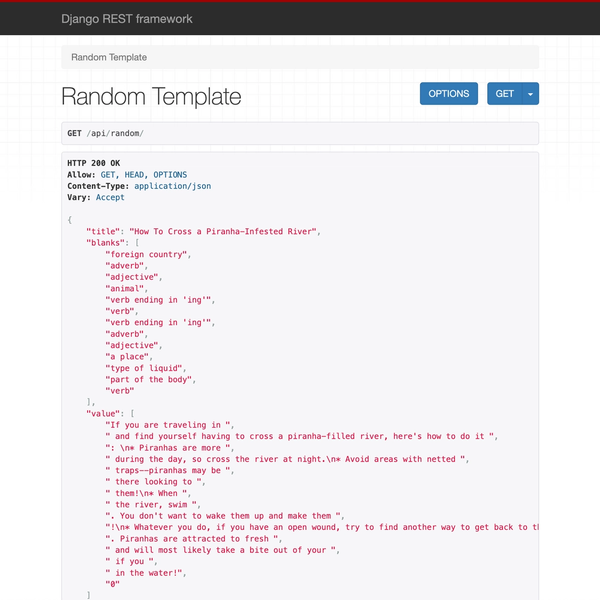 Django REST framework
Random Template
Random Template
OPTIONS
GET
GET /api/random/
HTTP 200 OK
Allow: GET, HEAD, OPTIONS
Content-Type: application/json
Vary: Accept
{
"title": "How To Cross a Piranha-Infested River",
"blanks": [
"foreign country",
"adverb",
"adjective",
"animal",
"verb ending in 'ing'",
"verb",
"verb ending in 'ing'",
"adverb",
"adjective",
"a place",
"type of liquid",
"part of the body",
"verb"
],
"value": [
"If you are traveling in ",
" and find yourself having to cross a piranha-filled river, here's how to do it ",
": \n* Piranhas are more ",
" during the day, so cross the river at night.\n* Avoid areas with netted ",
" traps--piranhas may be ",
" there looking to ",
" them!\n* When ",
" the river, swim ",
". You don't want to wake them up and make them ",
"!\n* Whatever you do, if you have an open wound, try to find another way to get back to
". Piranhas are attracted to fresh ",
" and will most likely take a bite out of your ",
" if you ",
" in the water!",
"0"
]